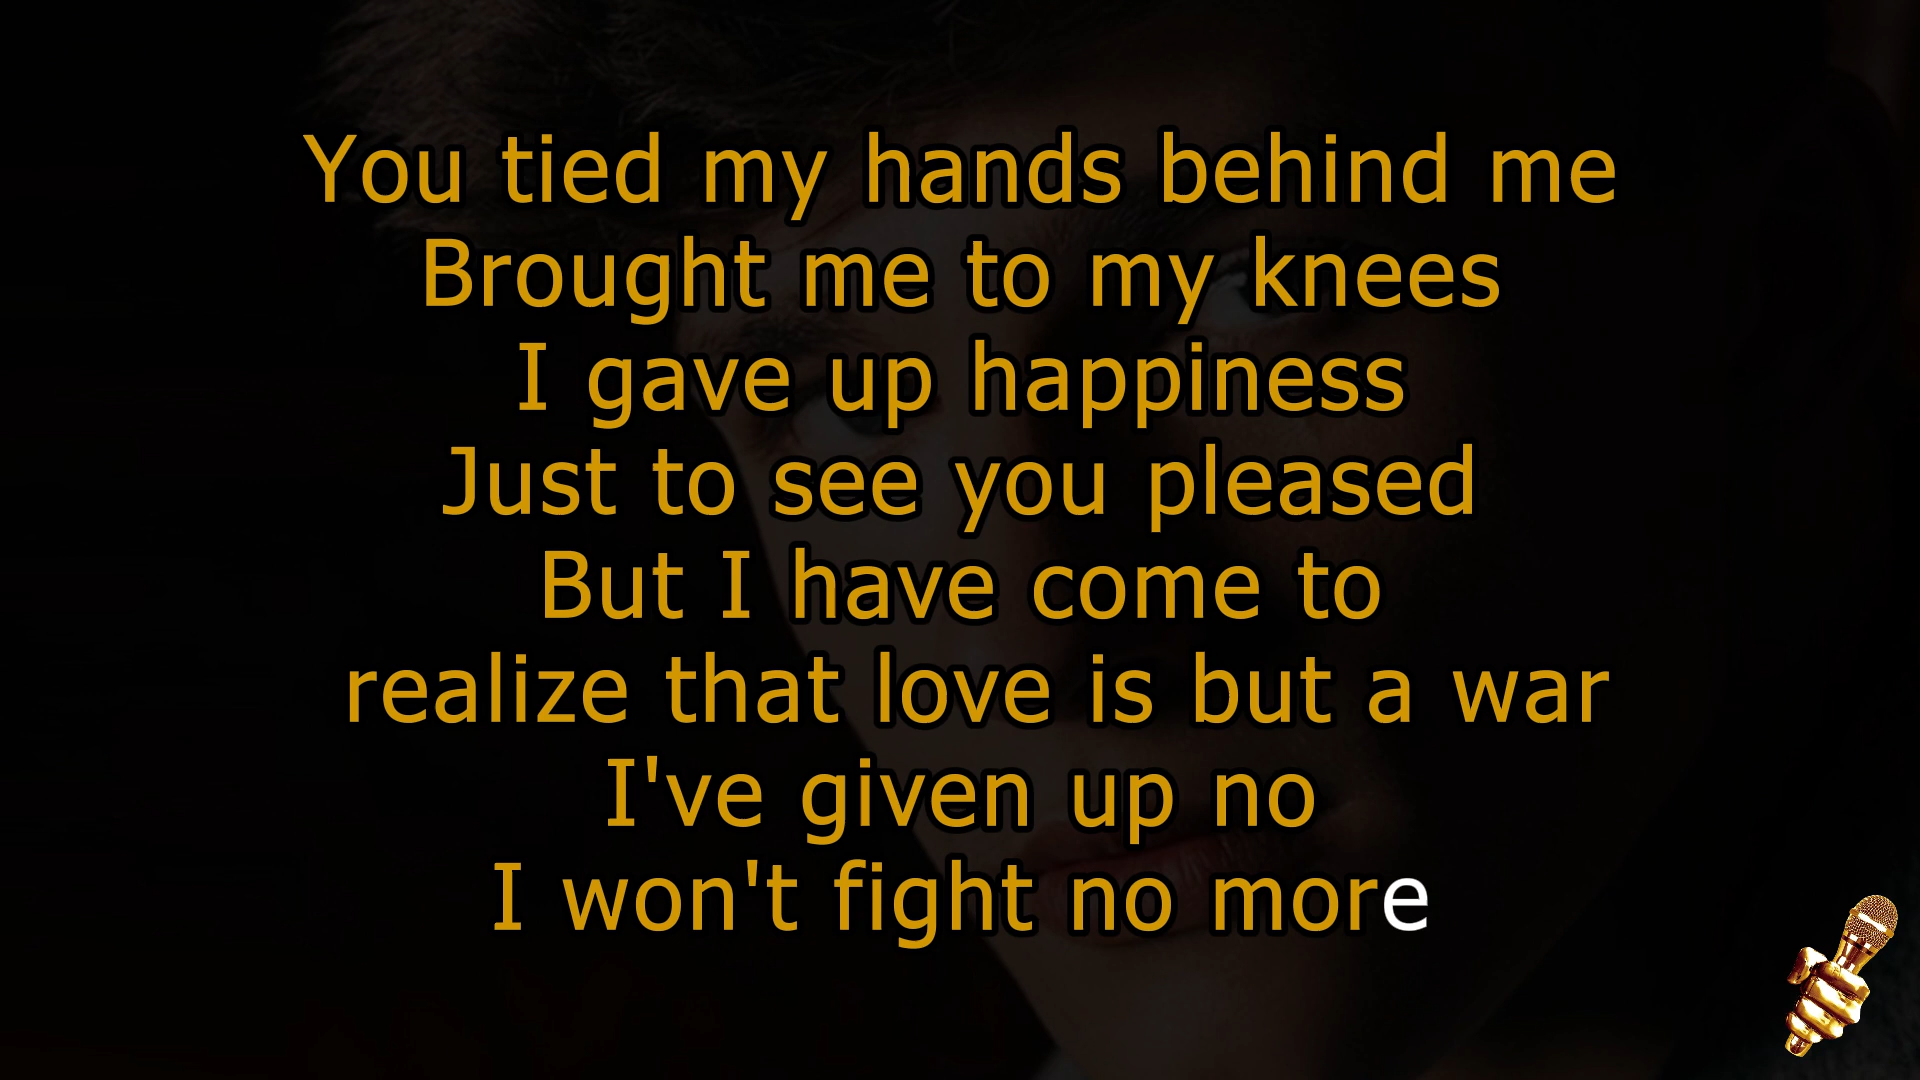 You tied my hands behind me
Brought me to my knees
I gave up happiness
Just to see you pleased
But I have come to
realize that love is but a war
I've given up no
I won't fight no more